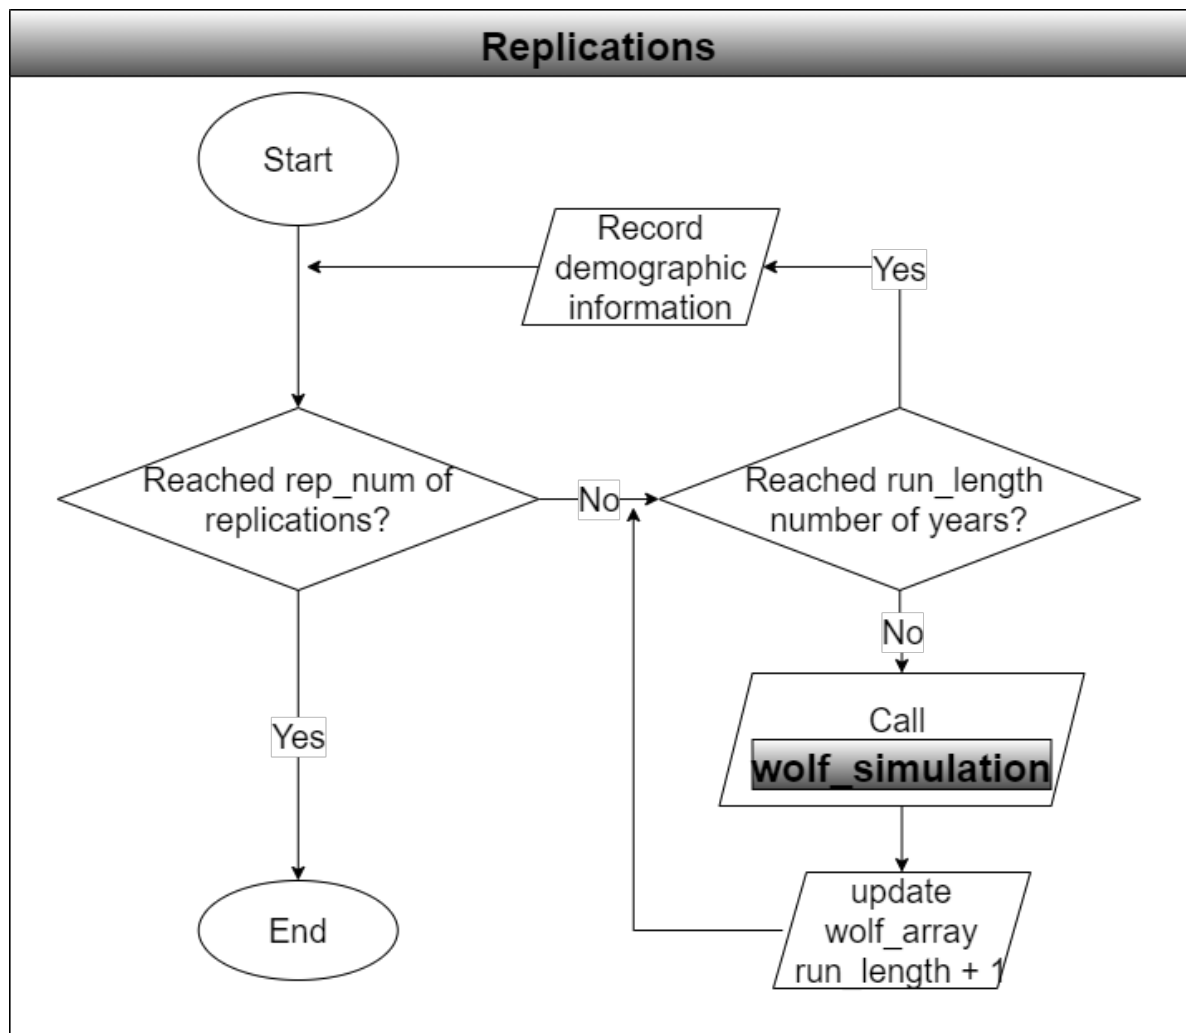 Replications
Start
Record
demographic
information
Yes
Reached rep_num of
replications?
No
Reached run_length
number of years?
No
Call
wolf_simulation
Yes
update
wolf_array
run_length + 1
End